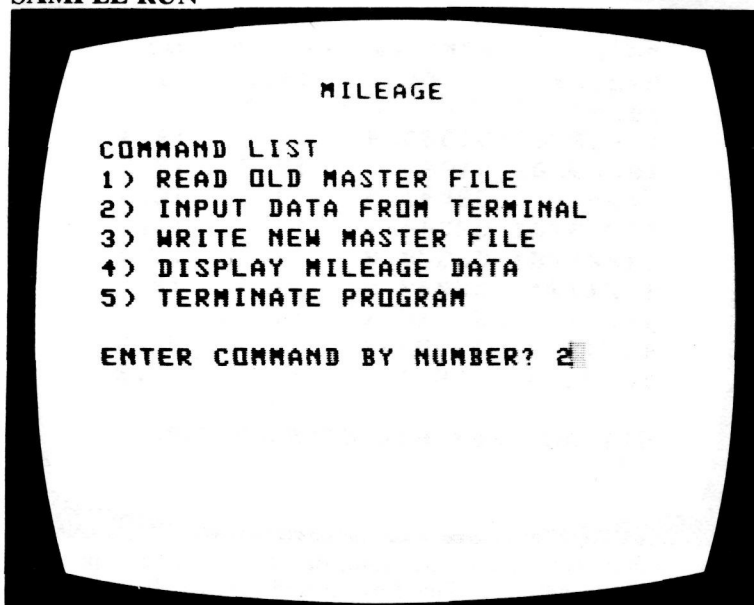 SAMPLE RUN
MILEAGE
COMMAND LIST
1) READ OLD MASTER FILE
2) INPUT DATA FROM TERMINAL
3) WRITE NEW MASTER FILE
4) DISPLAY MILEAGE DATA
5) TERMINATE PROGRAM
ENTER COMMAND BY NUMBER? 2